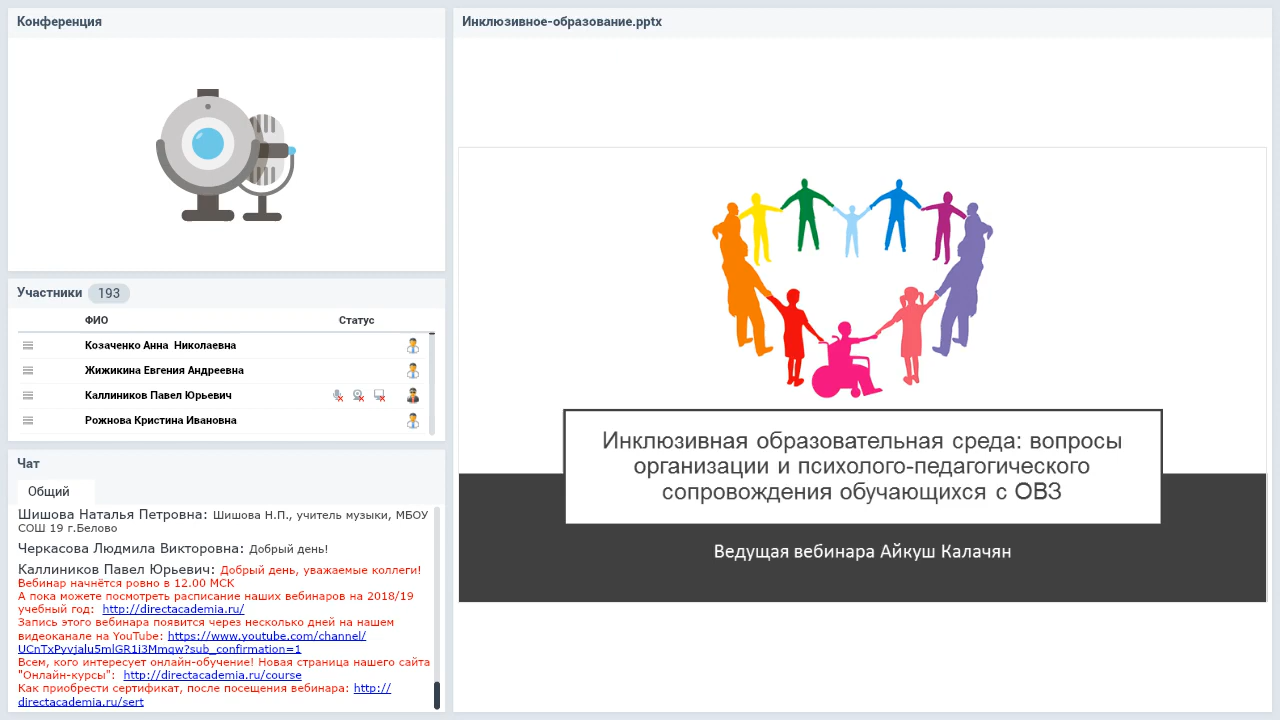 Конференция
Участники 193
ФИО Статус
Козаченко Анна Николаевна
Жижикина Евгения Андреевна
Каллиников Павел Юрьевич
Рожнова Кристина Ивановна
Чат
Общий
Шишова Наталья Петровна: Шишова Н.П., учитель музыки, МБОУ
СОШ 19 г.Белово
Черкасова Людмила Викторовна: Добрый день!
Каллиников Павел Юрьевич: Добрый день, уважаемые коллеги!
Вебинар начнётся ровно в 12.00 МСК
А пока можете посмотреть расписание наших вебинаров на 2018/19
учебный год: http://directacademia.ru/
Запись этого вебинара появится через несколько дней на нашем
видеоканале на YouTube: https://www.youtube.com/channel/
UCnTxPyvjalu5mlGR1i3Mmqw?sub_confirmation=1
Всем, кого интересует онлайн-обучение! Новая страница нашего сайта
"Онлайн-курсы": http://directacademia.ru/course
Как приобрести сертификат, после посещения вебинара: http://
directacademia.ru/sert
Инклюзивное-образование.pptx
Инклюзивная образовательная среда: вопросы
организации и психолого-педагогического
сопровождения обучающихся с ОВЗ
Ведущая вебинара Айкуш Калачян